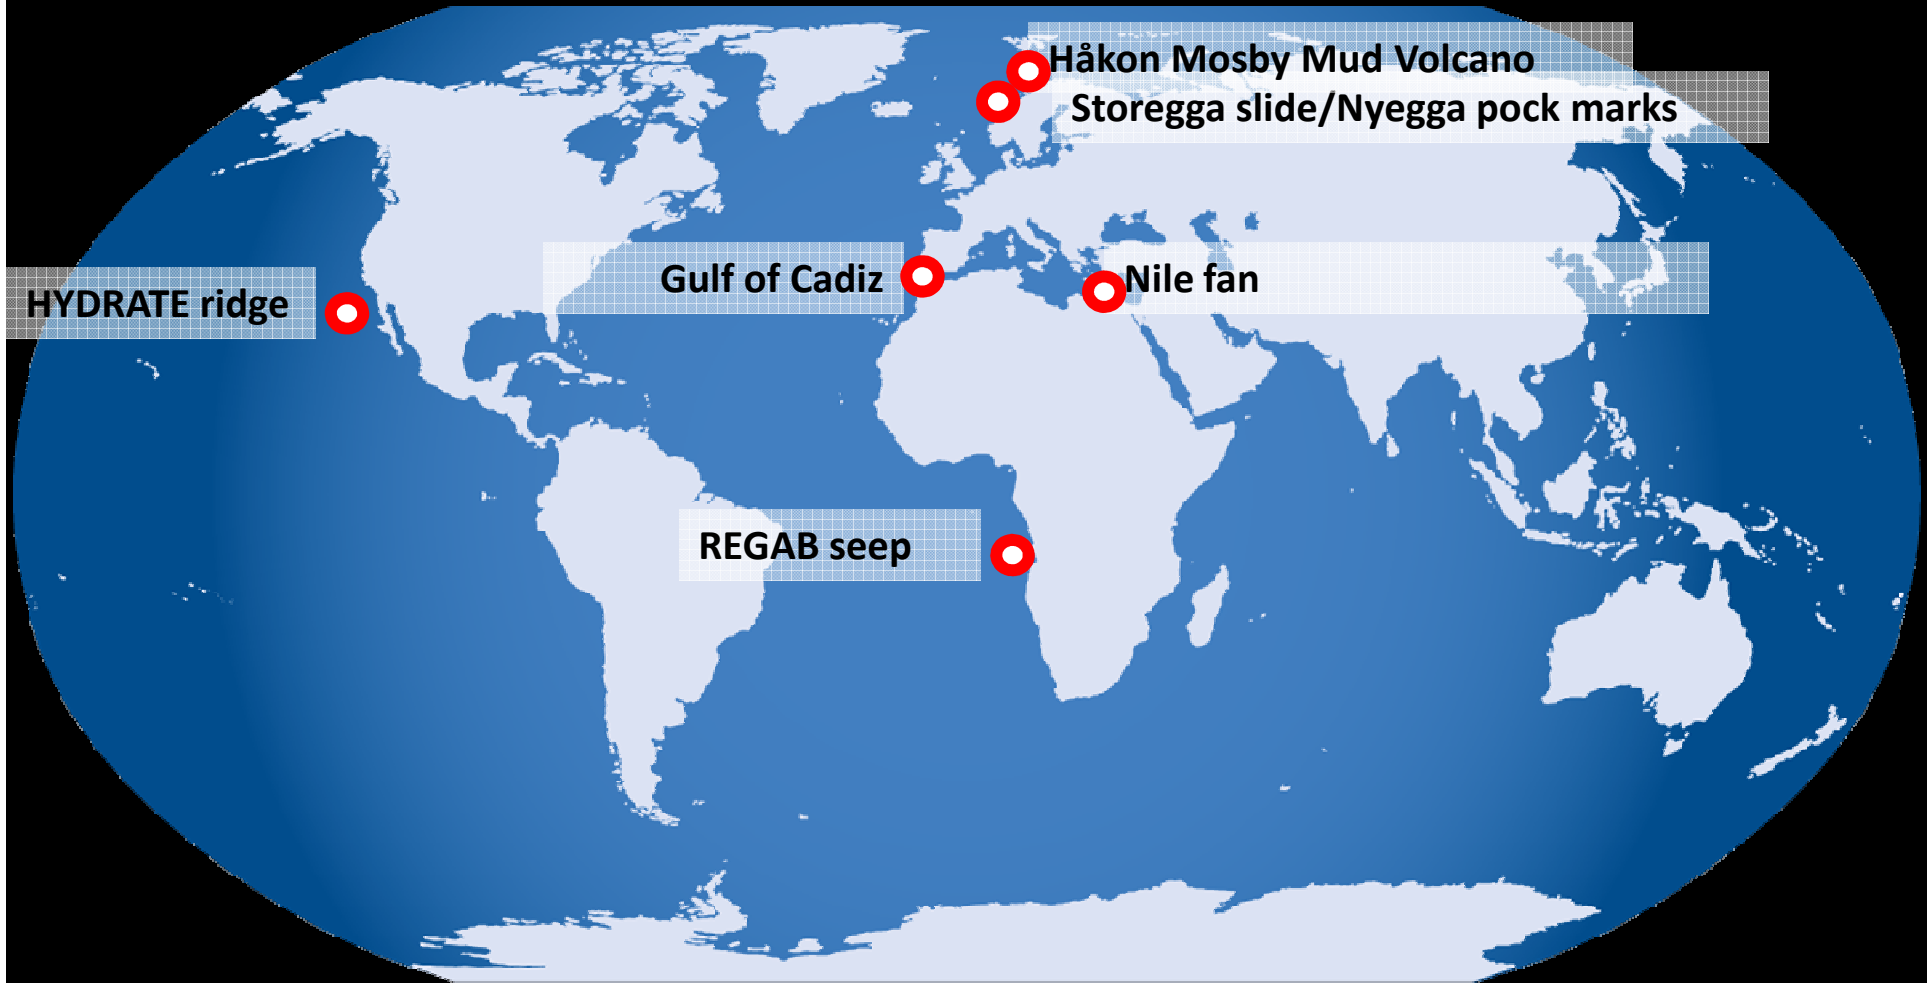 Håkon Mosby Mud Volcano
Storegga slide/Nyegga pock marks
Gulf of Cadiz
Nile fan
HYDRATE ridge
REGAB seep